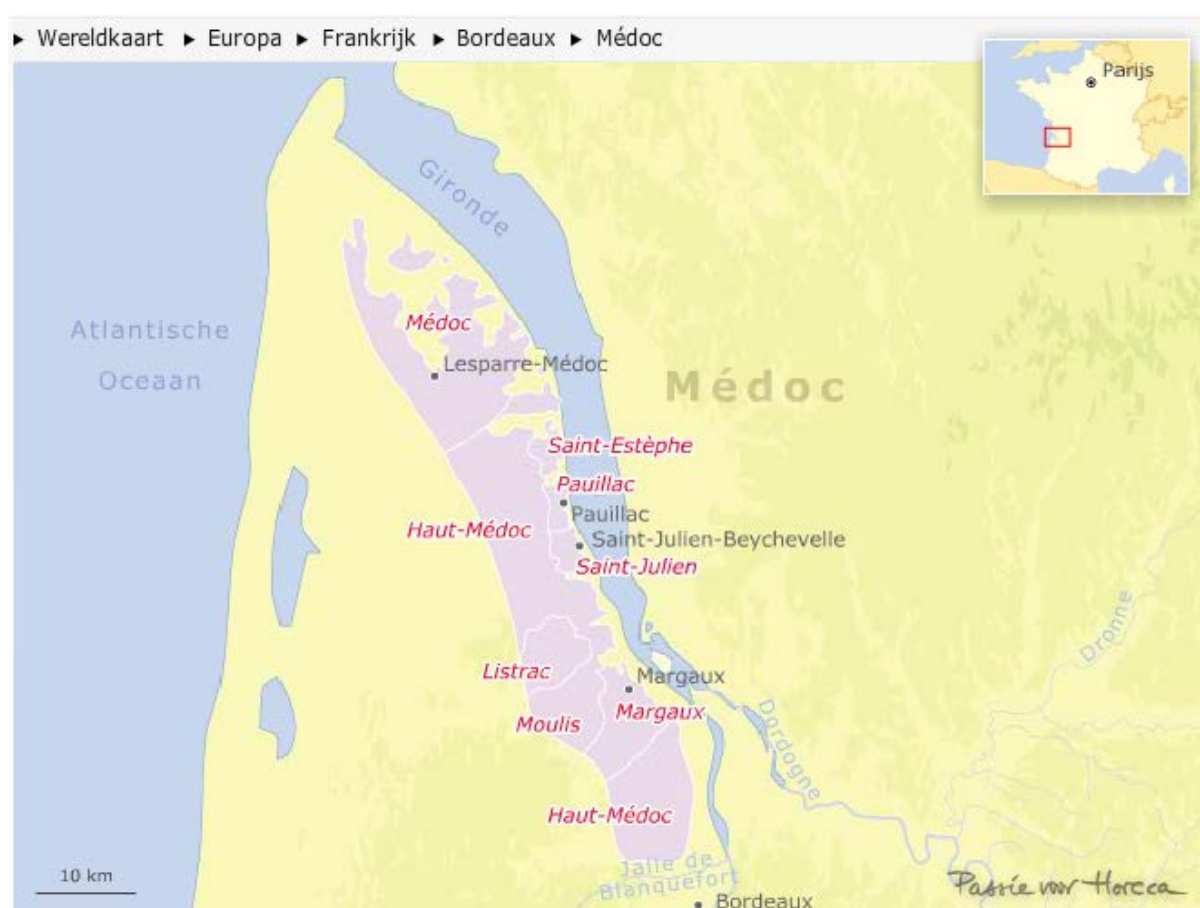 ▸ Wereldkaart ▸ Europa ▸ Frankrijk ▸ Bordeaux ▸ Médoc
Parijs
Gironde
Atlantische
Oceaan
Médoc
Lesparre-Médoc
Médoc
Saint-Estèphe
Pauillac
Pauillac
Haut-Médoc
Saint-Julien-Beychevelle
Saint-Julien
Dronne
Listrac
Margaux
Moulis
Margaux
Dordogne
Haut-Médoc
Jalle de
Blanquefort
10 km
Bordeaux
Passie voor Horeca